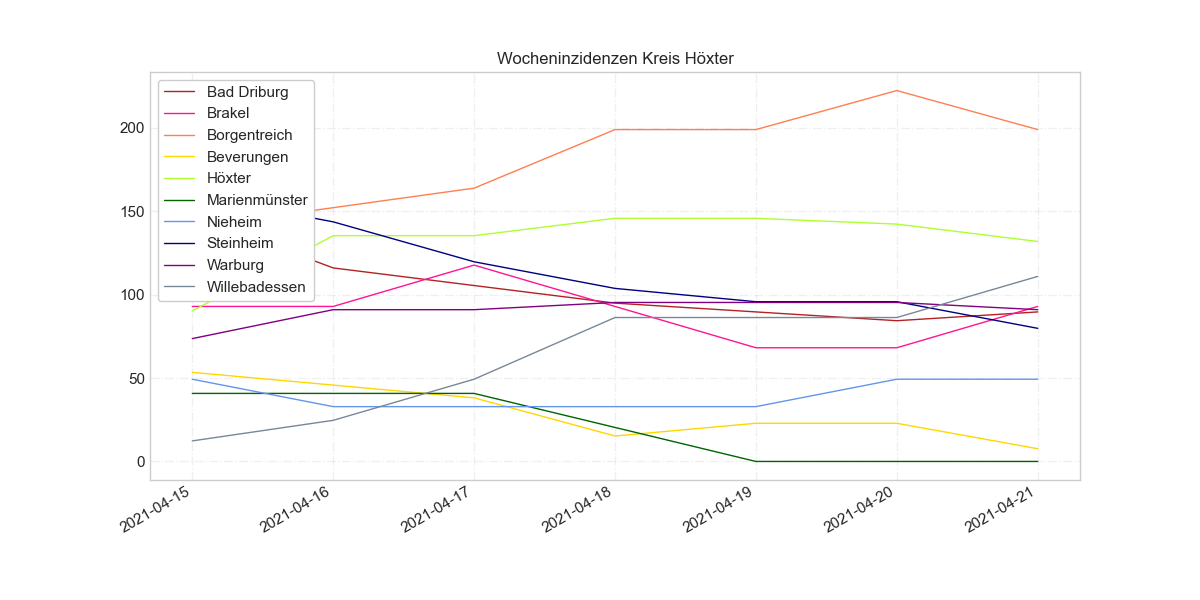 Wocheninzidenzen Kreis Höxter
Bad Driburg
Brakel
Borgentreich
Beverungen
Höxter
Marienmünster
Nieheim
Steinheim
Warburg
Willebadessen
200
150
100
50
0
2021-04-15
2021-04-16
2021-04-17
2021-04-18
2021-04-19
2021-04-20
2021-04-21